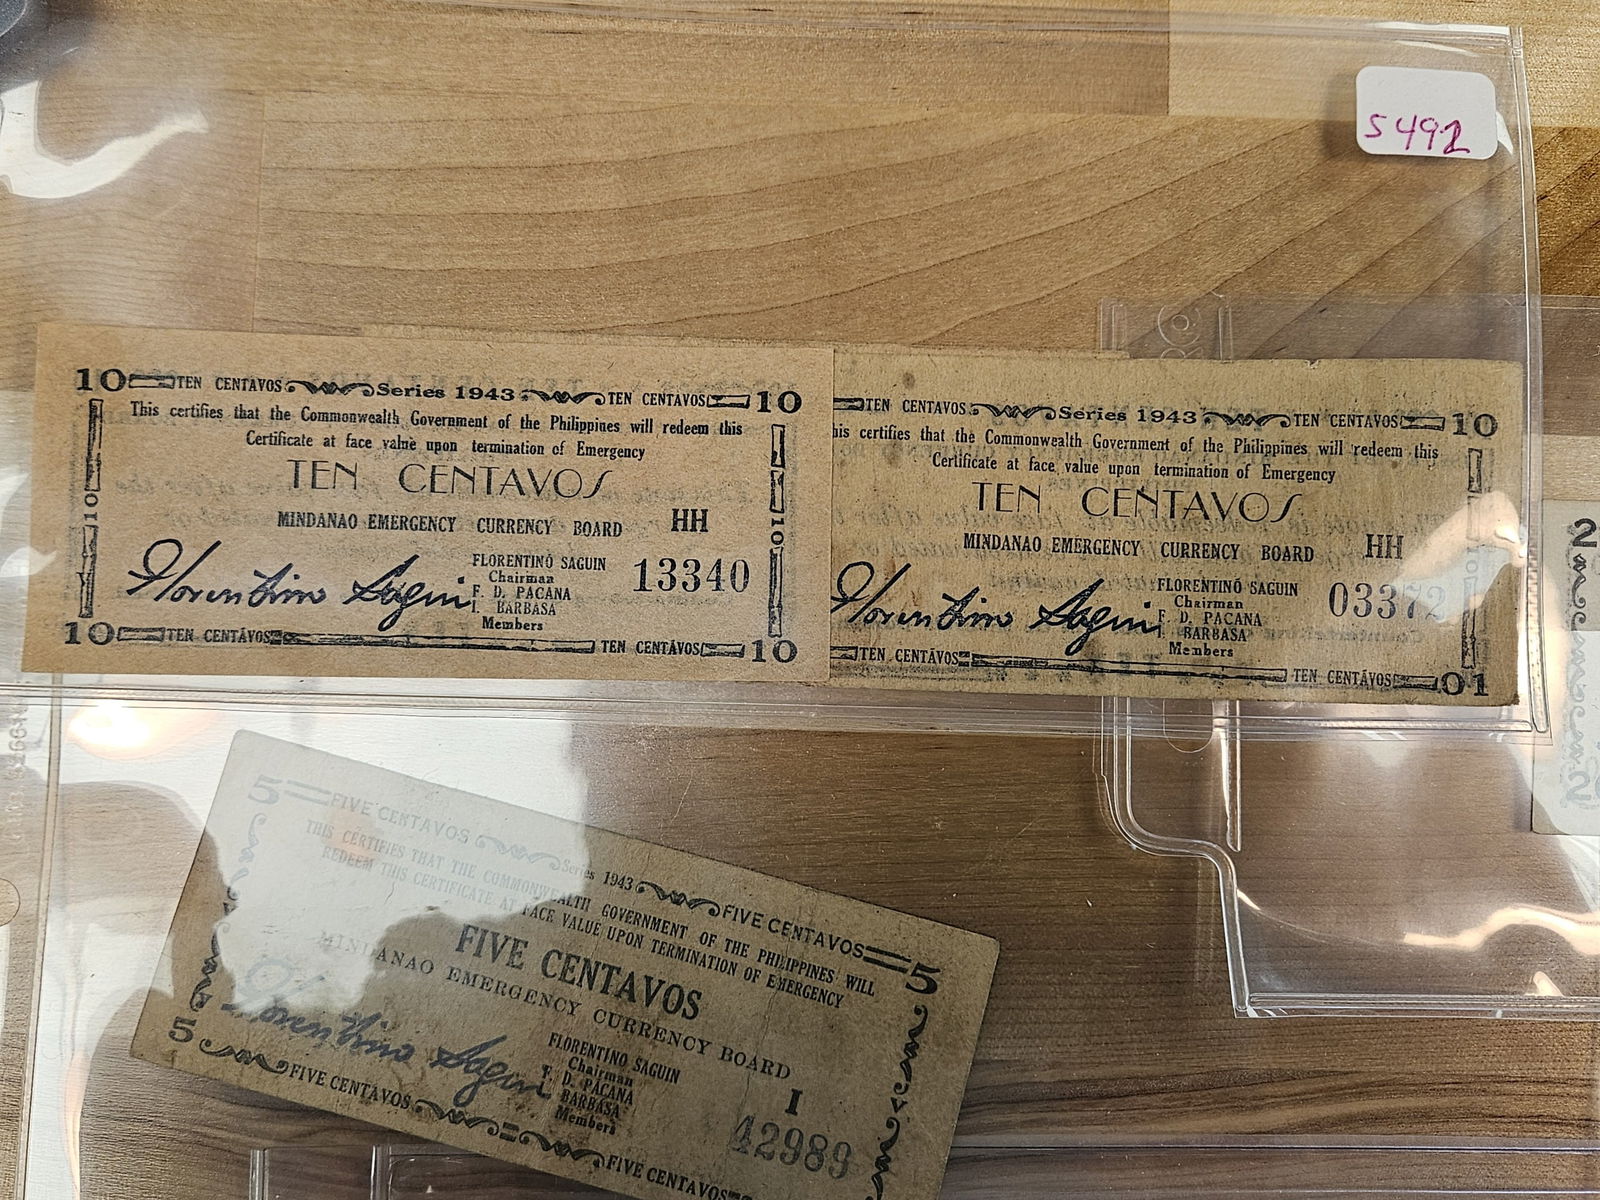 S492
10 TEN CENTAVOS Series 1943 TEN CENTAVOS 10
This certifies that the Commonwealth Government of the Philippines will redeem this
Certificate at face value upon termination of Emergency
TEN CENTAVOS
MINDANAO EMERGENCY CURRENCY BOARD HH
10
10
Florentino Saguin
FLORENTINO SAGUIN
Chairman
F. D. PACANA
I. BARBASA
Members
13340
10 TEN CENTAVOS TEN CENTAVOS 10
TEN CENTAVOS Series 1943 TEN CENTAVOS 10
his certifies that the Commonwealth Government of the Philippines will redeem this
Certificate at face value upon termination of Emergency
TEN CENTAVOS
MINDANAO EMERGENCY CURRENCY BOARD HH
10
Florentino Saguin
FLORENTINO SAGUIN
Chairman
F. D. PACANA
BARBASA
Members
03372
TEN CENTAVOS TEN CENTAVOS 01
5 FIVE CENTAVOS Series 1943 FIVE CENTAVOS 5
THIS CERTIFIES THAT THE COMMONWEALTH GOVERNMENT OF THE PHILIPPINES WILL
REDEEM THIS CERTIFICATE AT FACE VALUE UPON TERMINATION OF EMERGENCY
FIVE CENTAVOS
MINDANAO EMERGENCY CURRENCY BOARD
Florentino Saguin
FLORENTINO SAGUIN
Chairman
F. D. PACANA
BARBASA
Members
I
42989
5 FIVE CENTAVOS FIVE CENTAVOS
2
2